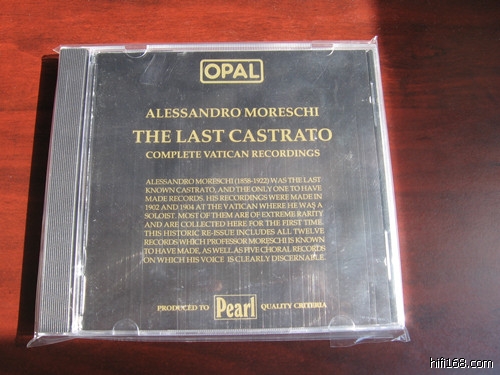 OPAL
ALESSANDRO MORESCHI
THE LAST CASTRATO
COMPLETE VATICAN RECORDINGS
ALESSANDRO MORESCHI (1858-1922) WAS THE LAST
KNOWN CASTRATO, AND THE ONLY ONE TO HAVE
MADE RECORDS. HIS RECORDINGS WERE MADE IN
1902 AND 1904 AT THE VATICAN WHERE HE WAS A
SOLOIST. MOST OF THEM ARE OF EXTREME RARITY
AND ARE COLLECTED HERE FOR THE FIRST TIME.
THIS HISTORIC RE-ISSUE INCLUDES ALL TWELVE
RECORDS WHICH PROFESSOR MORESCHI IS KNOWN
TO HAVE MADE, AS WELL AS FIVE CHORAL RECORDS
ON WHICH HIS VOICE IS CLEARLY DISCERNABLE.
PRODUCED TO Pearl QUALITY CRITERIA
hifi168.com